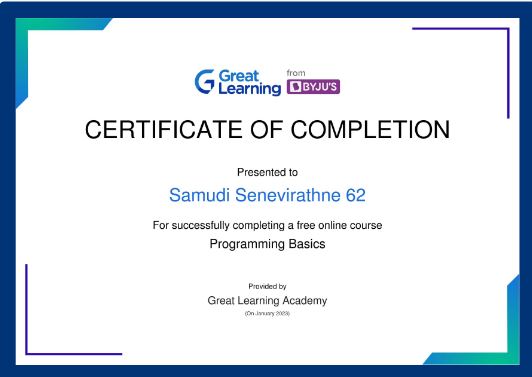 Great Learning
from
BYJU'S
CERTIFICATE OF COMPLETION
Presented to
Samudi Senevirathne 62
For successfully completing a free online course
Programming Basics
Provided by
Great Learning Academy
(On January 2023)